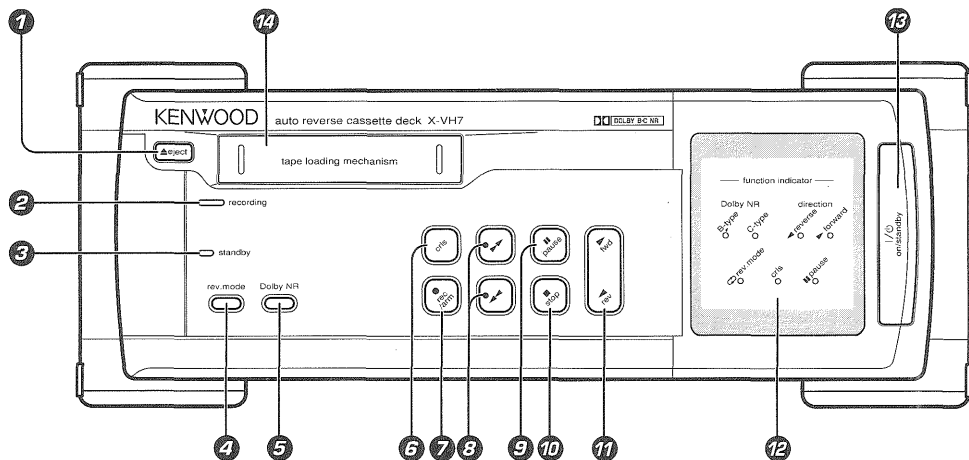 1 14 13
KENWOOD auto reverse cassette deck X-VH7 DOLBY B·C NR
eject
tape loading mechanism
2 recording
3 standby
rev.mode Dolby NR
crls
pause
fwd
rec
/arm
stop
rev
function indicator
Dolby NR direction
B-type C-type reverse forward
rev.mode crls pause
on/standby
4 5 6 7 8 9 10 11 12